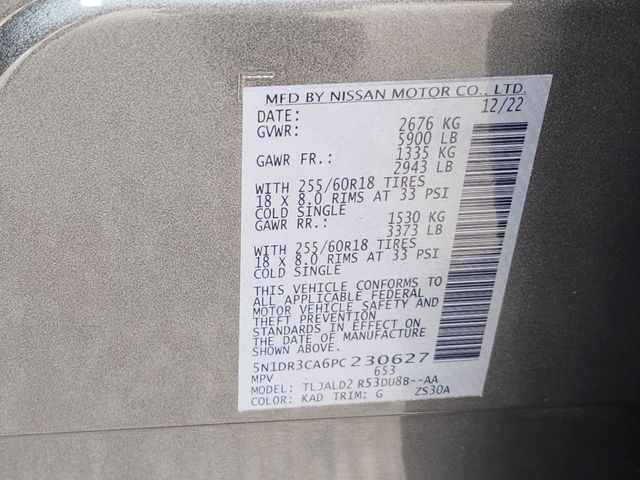 MFD BY NISSAN MOTOR CO., LTD.
DATE: 12/22
GVWR: 2676 KG
5900 LB
GAWR FR.: 1335 KG
2943 LB
WITH 255/60R18 TIRES
18 X 8.0 RIMS AT 33 PSI
COLD SINGLE
GAWR RR.: 1530 KG
3373 LB
WITH 255/60R18 TIRES
18 X 8.0 RIMS AT 33 PSI
COLD SINGLE
THIS VEHICLE CONFORMS TO
ALL APPLICABLE FEDERAL
MOTOR VEHICLE SAFETY AND
THEFT PREVENTION
STANDARDS IN EFFECT ON
THE DATE OF MANUFACTURE
SHOWN ABOVE.
5N1DR3CA6PC230627
MPV 653
MODEL: TLJALD2 R53DU8B--AA
COLOR: KAD TRIM: G ZS30A